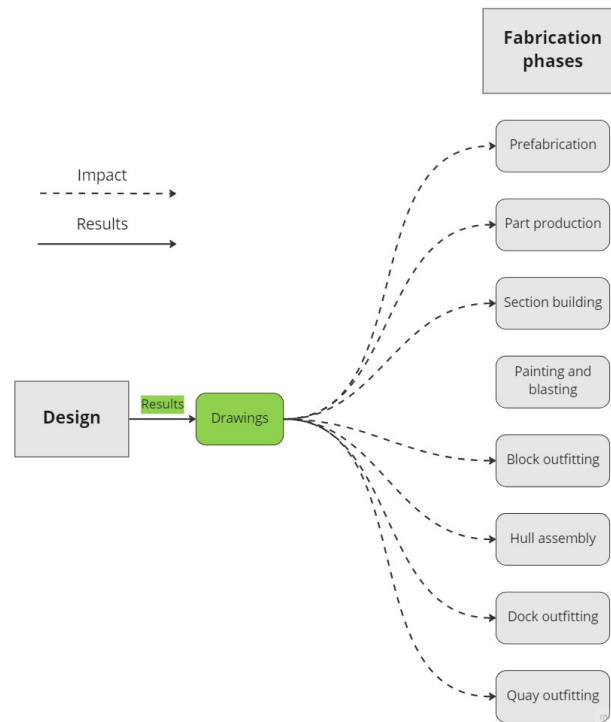 Fabrication
phases
Impact
Results
Prefabrication
Part production
Section building
Painting and
blasting
Design
Results
Drawings
Block outfitting
Hull assembly
Dock outfitting
Quay outfitting